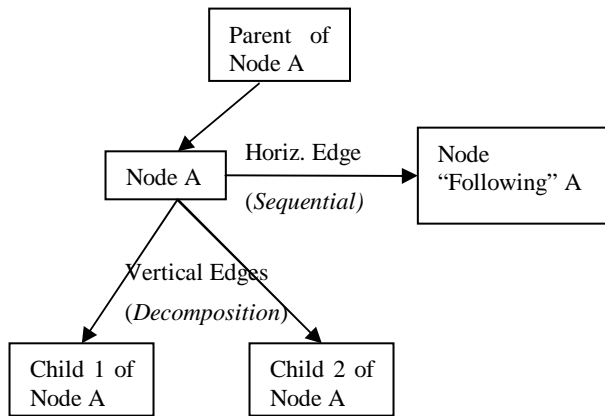 Parent of
Node A
Horiz. Edge
Node A
(Sequential)
Node
“Following” A
Vertical Edges
(Decomposition)
Child 1 of
Node A
Child 2 of
Node A